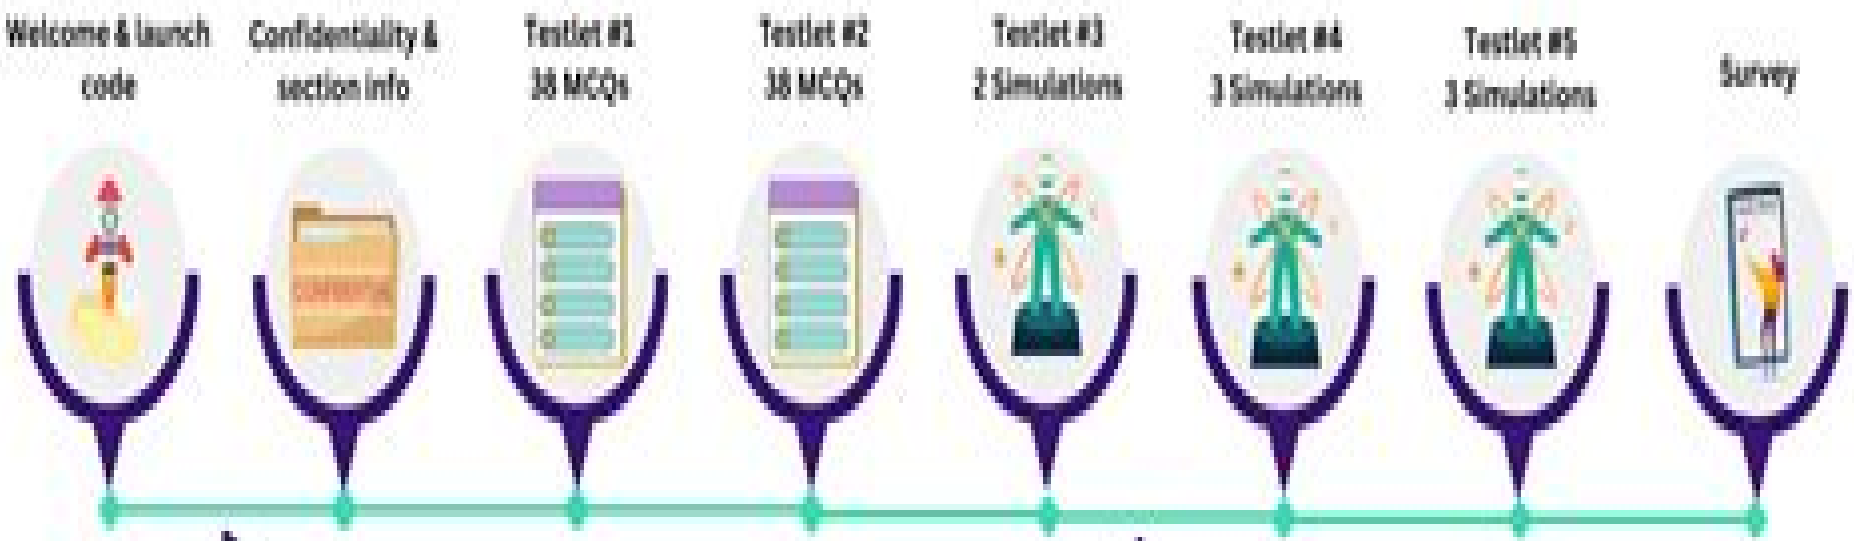 Welcome & launch
code
Confidentiality &
section info
Testlet #1
38 MCQs
Testlet #2
38 MCQs
Testlet #3
2 Simulations
Testlet #4
3 Simulations
Testlet #5
3 Simulations
Survey